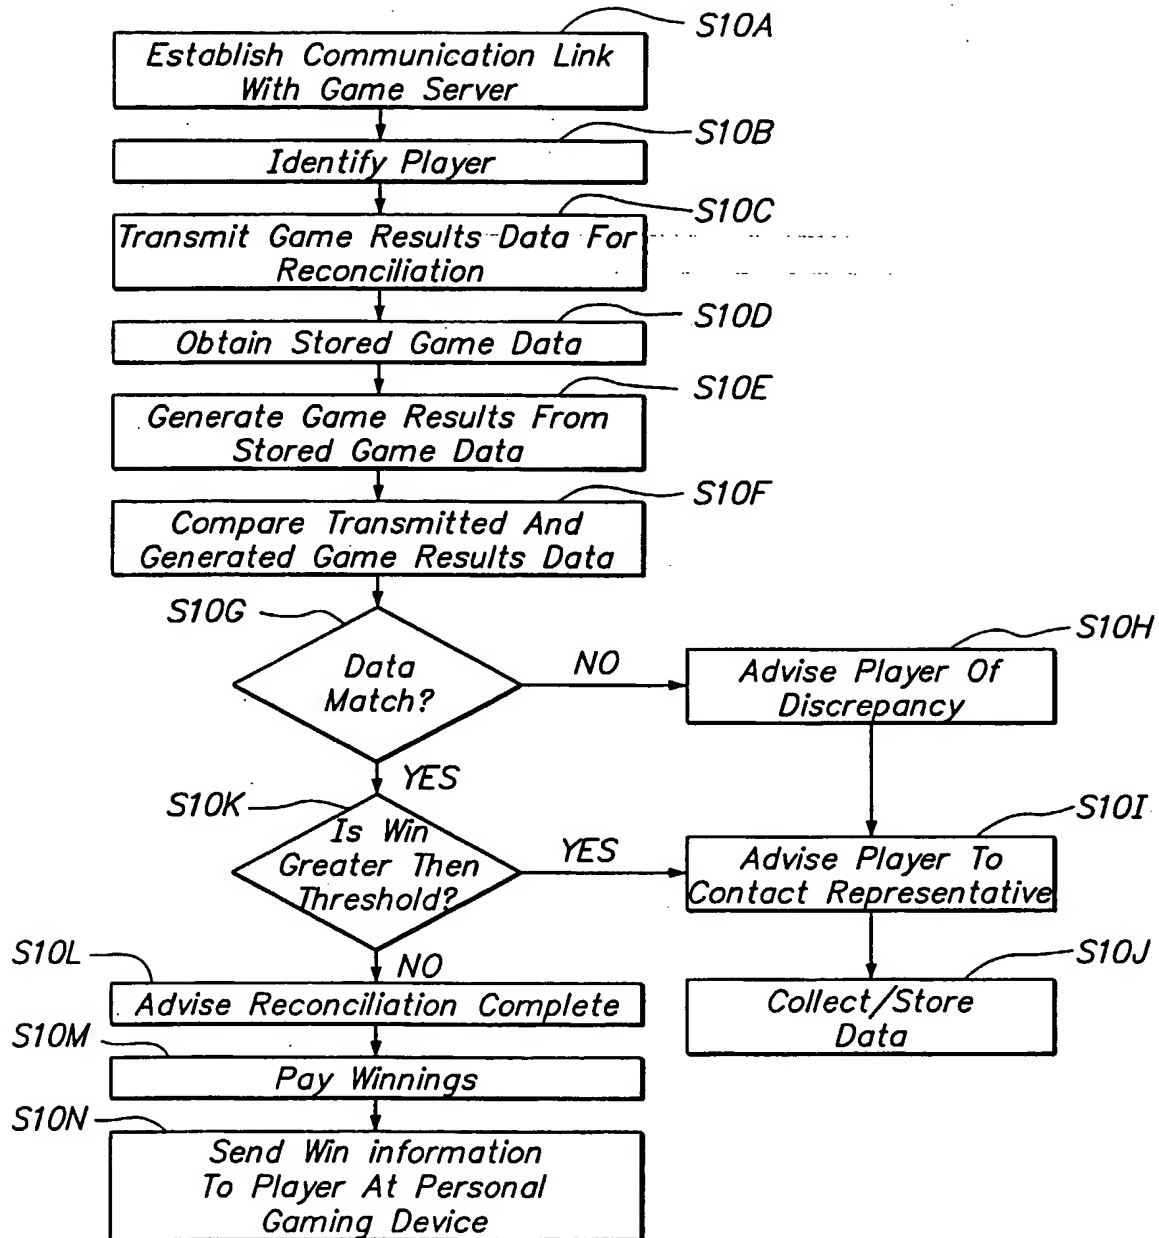 S10A
Establish Communication Link
With Game Server
S10B
Identify Player
S10C
Transmit Game Results Data For
Reconciliation
S10D
Obtain Stored Game Data
S10E
Generate Game Results From
Stored Game Data
S10F
Compare Transmitted And
Generated Game Results Data
S10G
Data
Match?
NO
S10H
Advise Player Of
Discrepancy
YES
S10K
Is Win
Greater Then
Threshold?
YES
S10I
Advise Player To
Contact Representative
NO
S10J
Collect/Store
Data
S10L
Advise Reconciliation Complete
S10M
Pay Winnings
S10N
Send Win information
To Player At Personal
Gaming Device